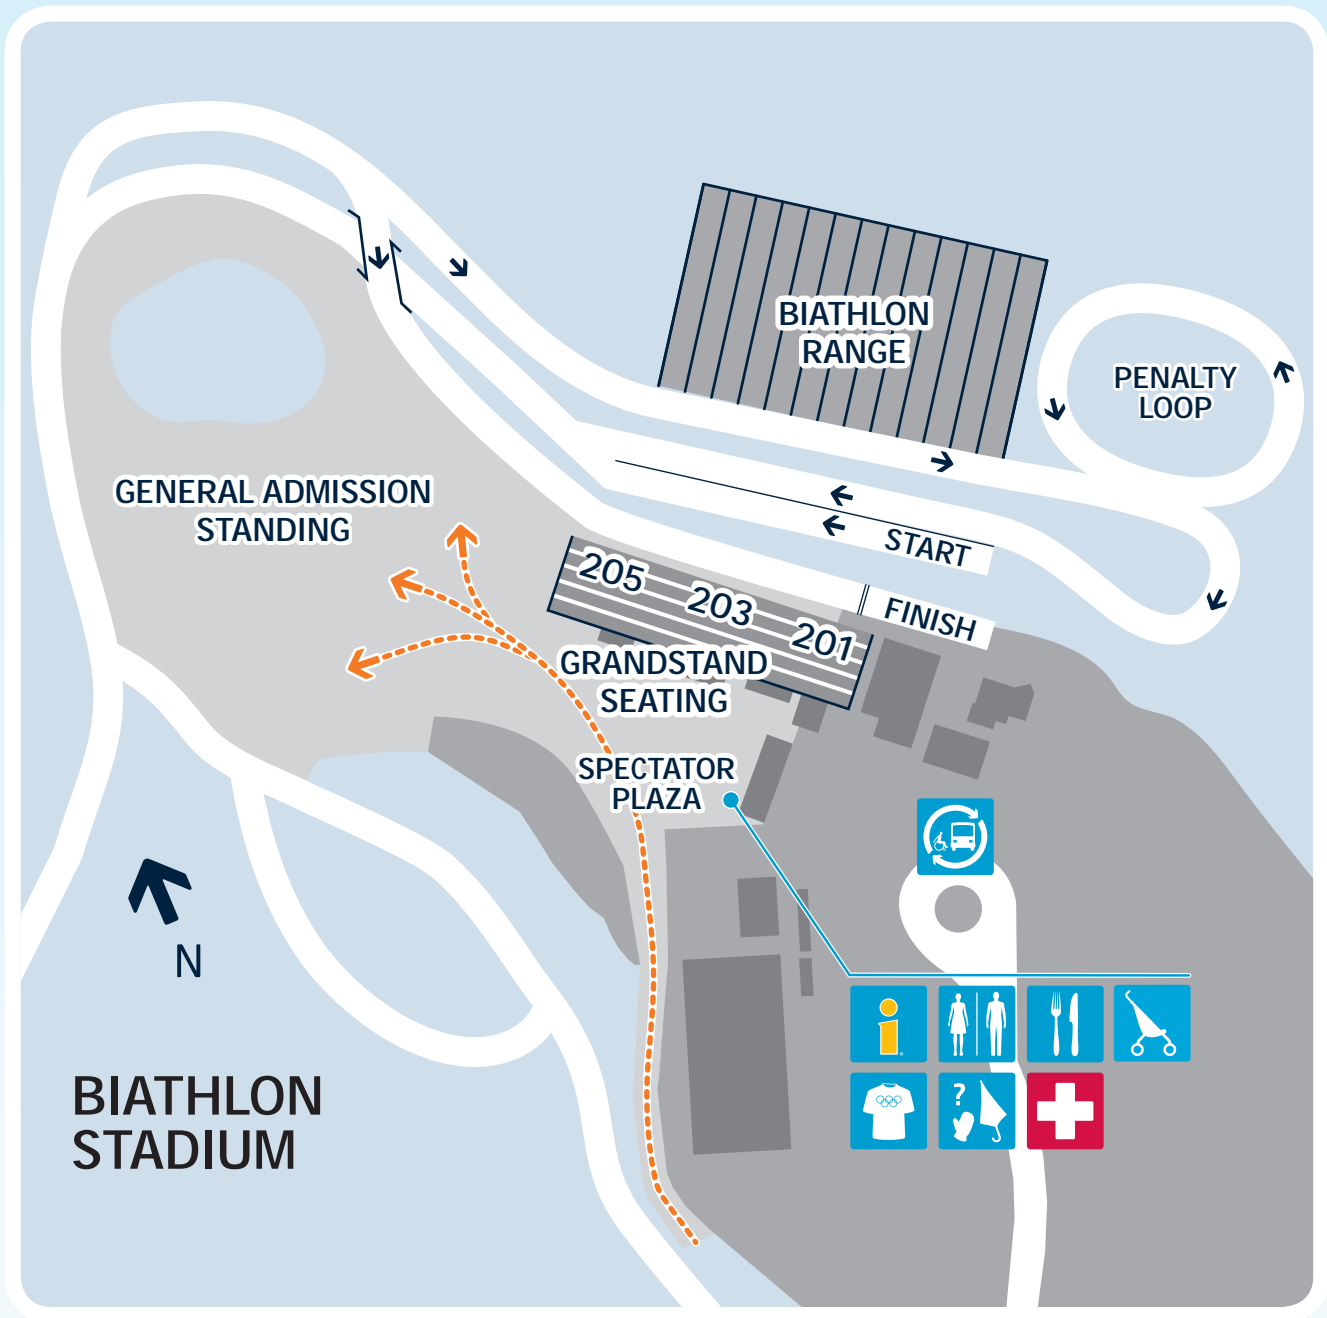 BIATHLON
RANGE
PENALTY
LOOP
GENERAL ADMISSION
STANDING
START
205
203
201
FINISH
GRANDSTAND
SEATING
SPECTATOR
PLAZA
N
i
?
BIATHLON
STADIUM